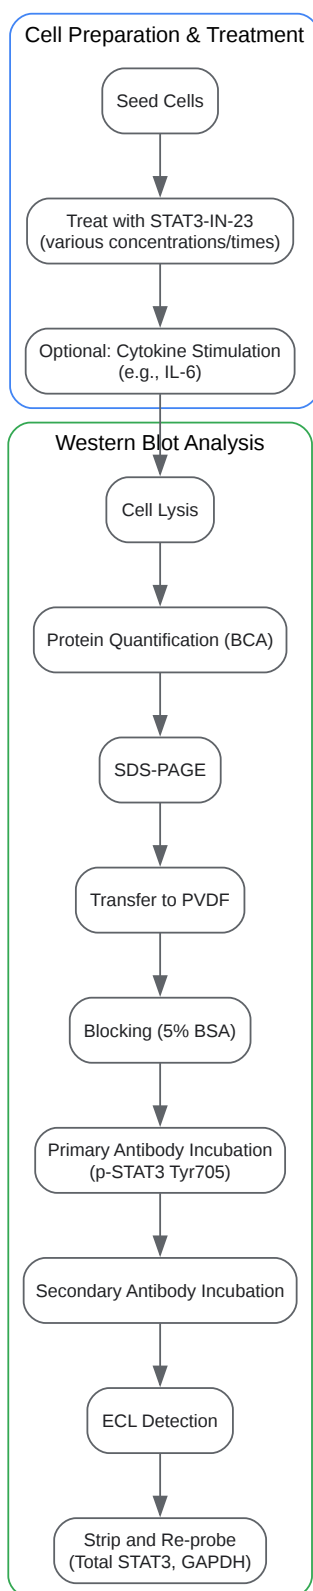 Cell Preparation & Treatment
Seed Cells
Treat with STAT3-IN-23
(various concentrations/times)
Optional: Cytokine Stimulation
(e.g., IL-6)
Western Blot Analysis
Cell Lysis
Protein Quantification (BCA)
SDS-PAGE
Transfer to PVDF
Blocking (5% BSA)
Primary Antibody Incubation
(p-STAT3 Tyr705)
Secondary Antibody Incubation
ECL Detection
Strip and Re-probe
(Total STAT3, GAPDH)